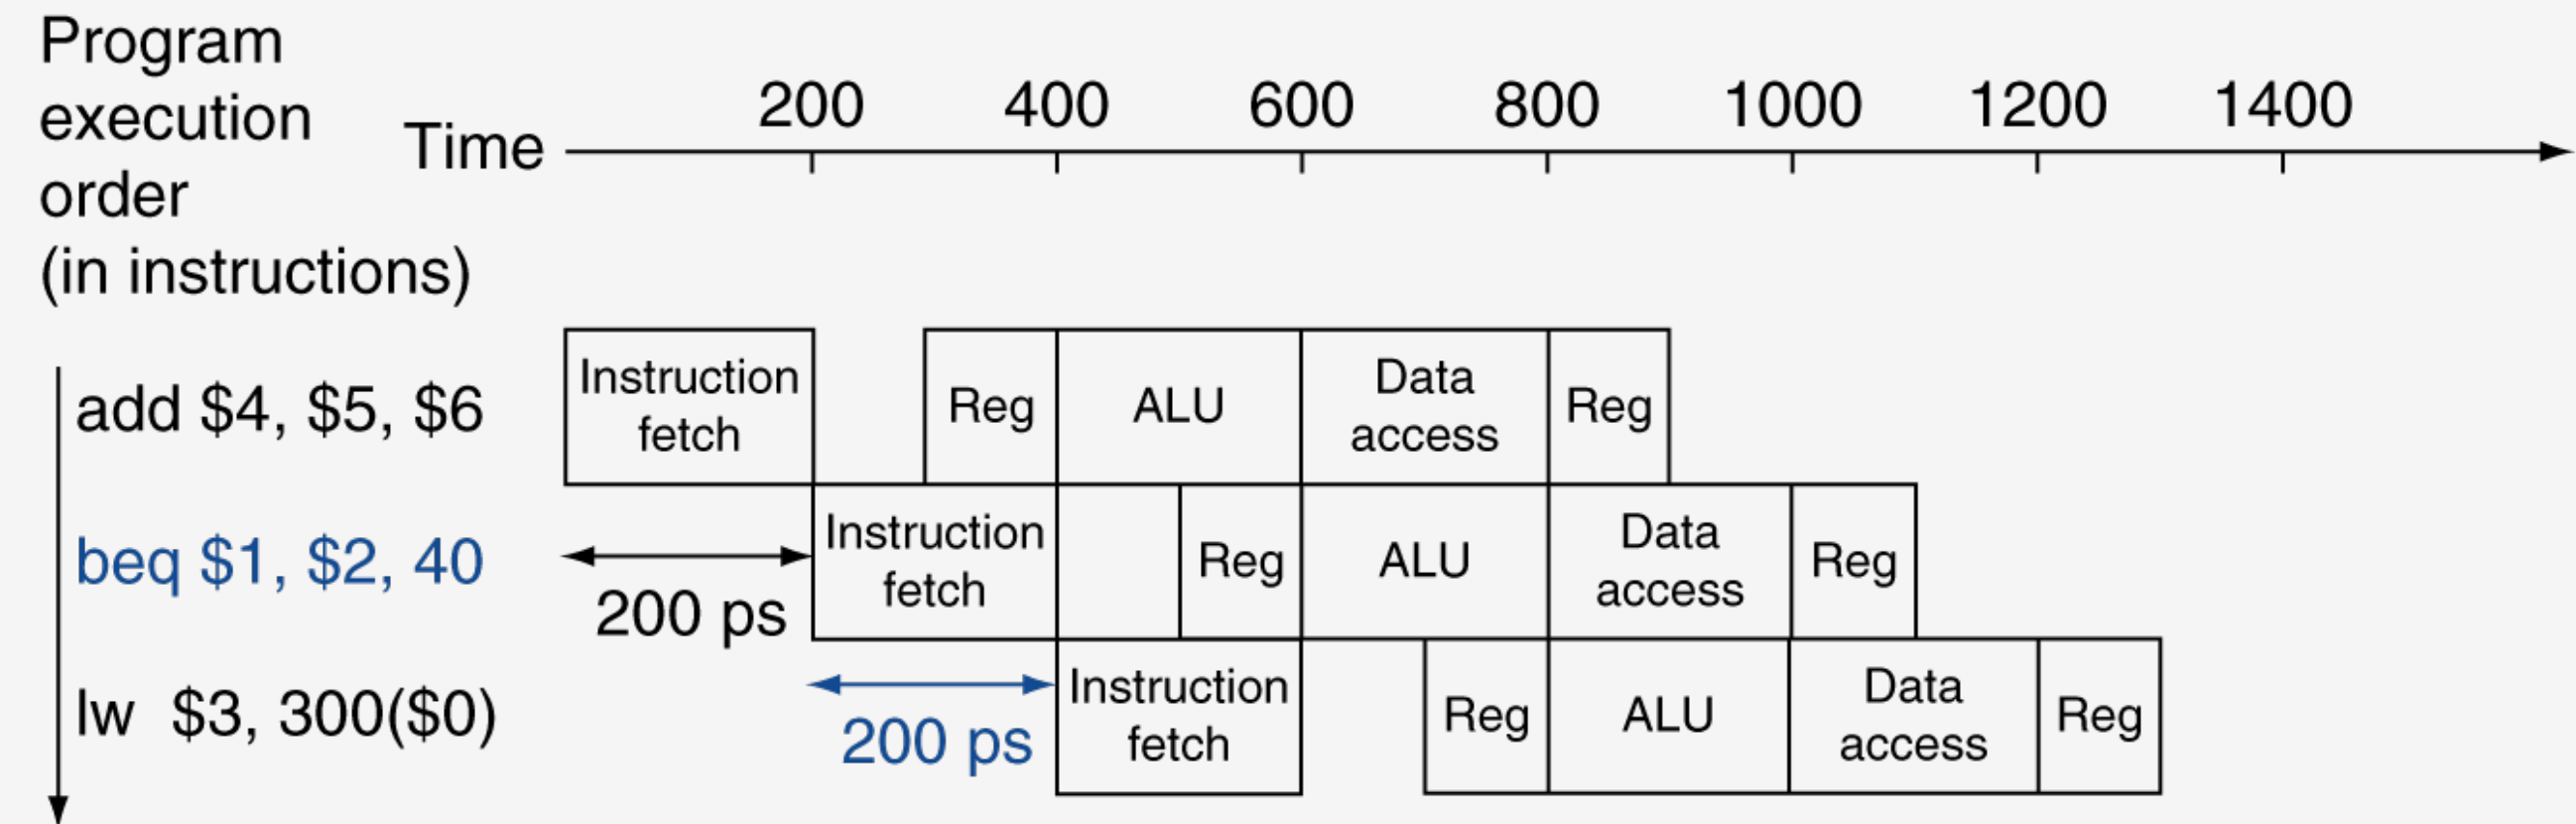 Program
execution
order
(in instructions)
Time
200 400 600 800 1000 1200 1400
add $4, $5, $6
Instruction
fetch
Reg
ALU
Data
access
Reg
beq $1, $2, 40
200 ps
Instruction
fetch
Reg
ALU
Data
access
Reg
lw $3, 300($0)
200 ps
Instruction
fetch
Reg
ALU
Data
access
Reg